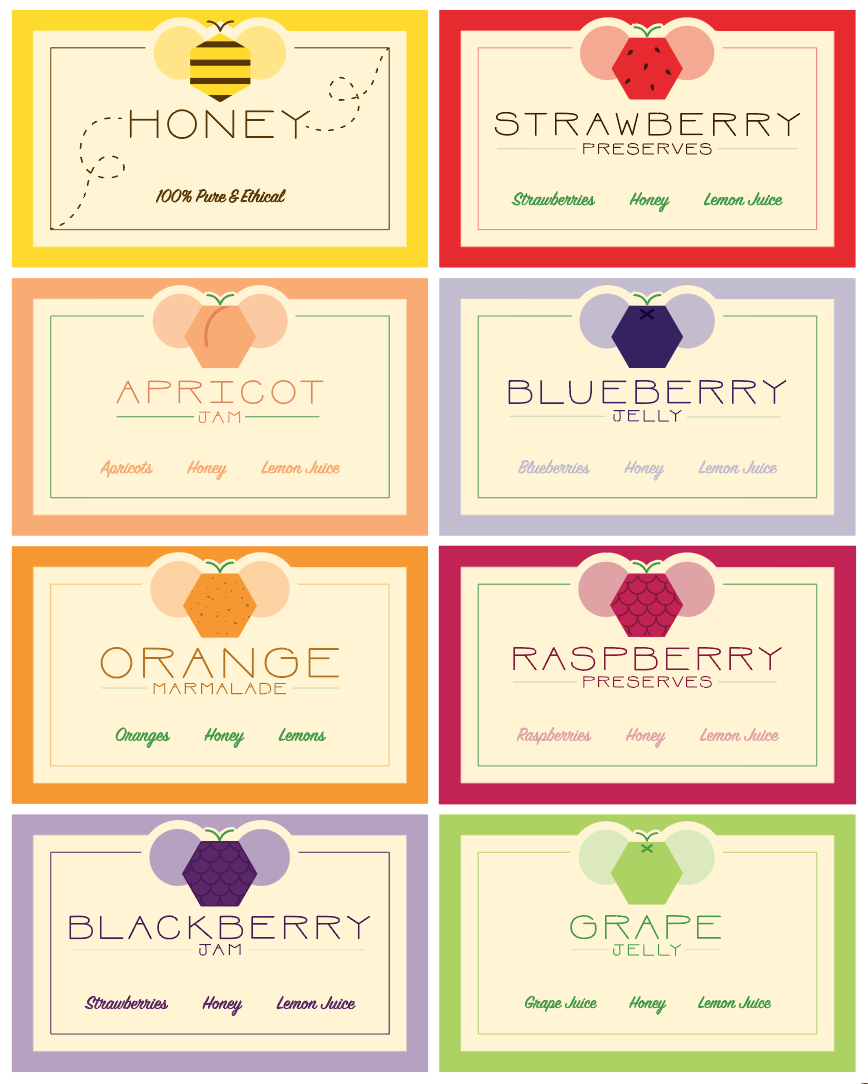 HONEY
100% Pure & Ethical
STRAWBERRY
PRESERVES
Strawberries Honey Lemon Juice
APRICOT
JAM
Apricots Honey Lemon Juice
BLUEBERRY
JELLY
Blueberries Honey Lemon Juice
ORANGE
MARMALADE
Oranges Honey Lemons
RASPBERRY
PRESERVES
Raspberries Honey Lemon Juice
BLACKBERRY
JAM
Strawberries Honey Lemon Juice
GRAPE
JELLY
Grape Juice Honey Lemon Juice